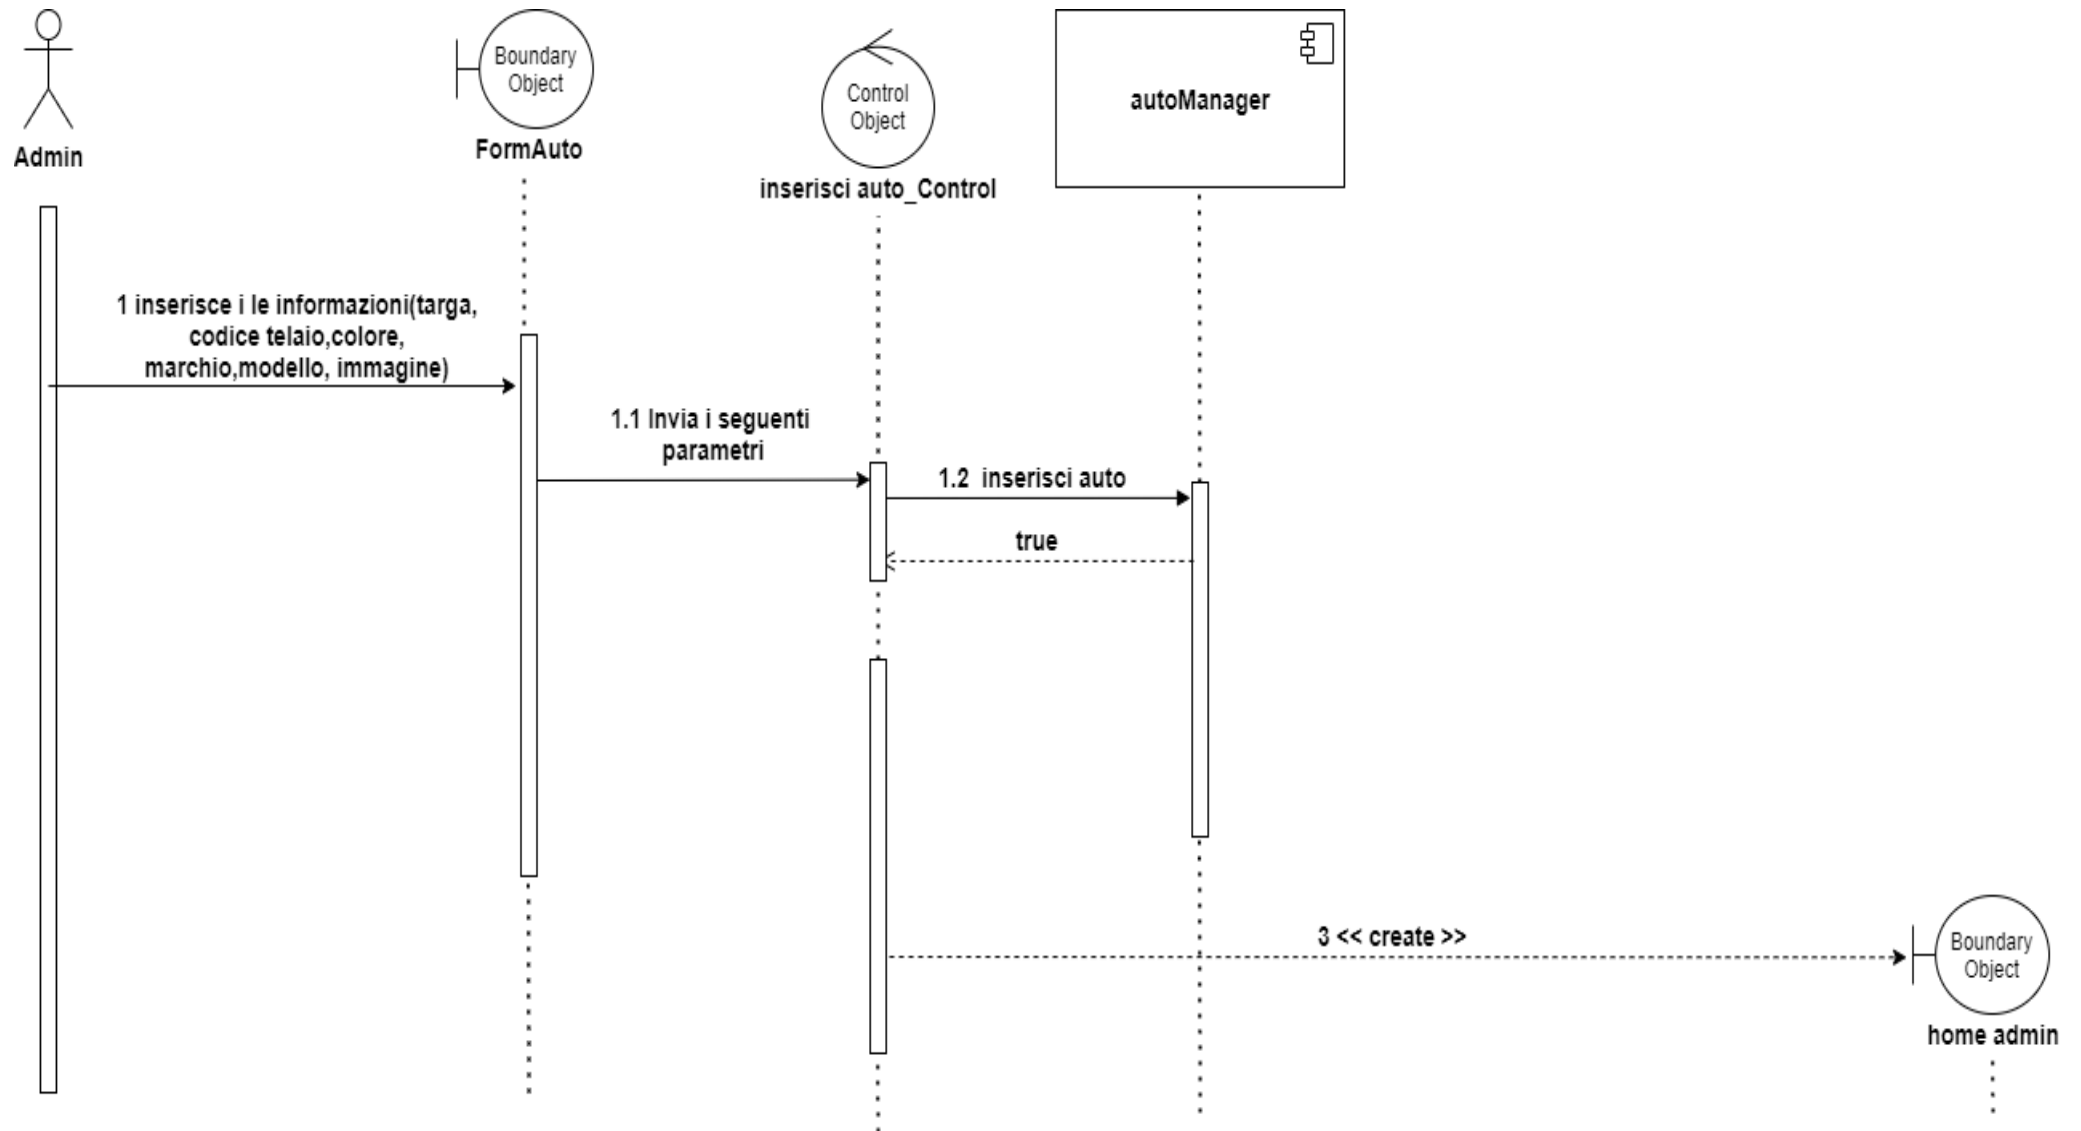 Boundary
Object
Control
Object
autoManager
Admin
FormAuto
inserisci auto_Control
1 inserisce i le informazioni(targa,
codice telaio,colore,
marchio,modello, immagine)
1.1 Invia i seguenti
parametri
1.2 inserisci auto
true
3 << create >>
Boundary
Object
home admin